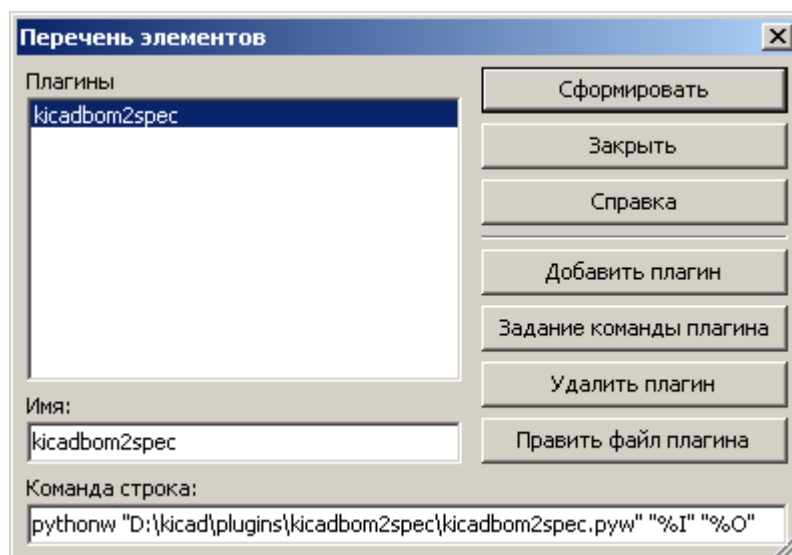 Перечень элементов
Плагины
kicadbom2spec
Имя:
kicadbom2spec
Команда строка:
pythonw "D:\kicad\plugins\kicadbom2spec\kicadbom2spec.pyw" "%I" "%O"
Сформировать
Закрыть
Справка
Добавить плагин
Задание команды плагина
Удалить плагин
Править файл плагина